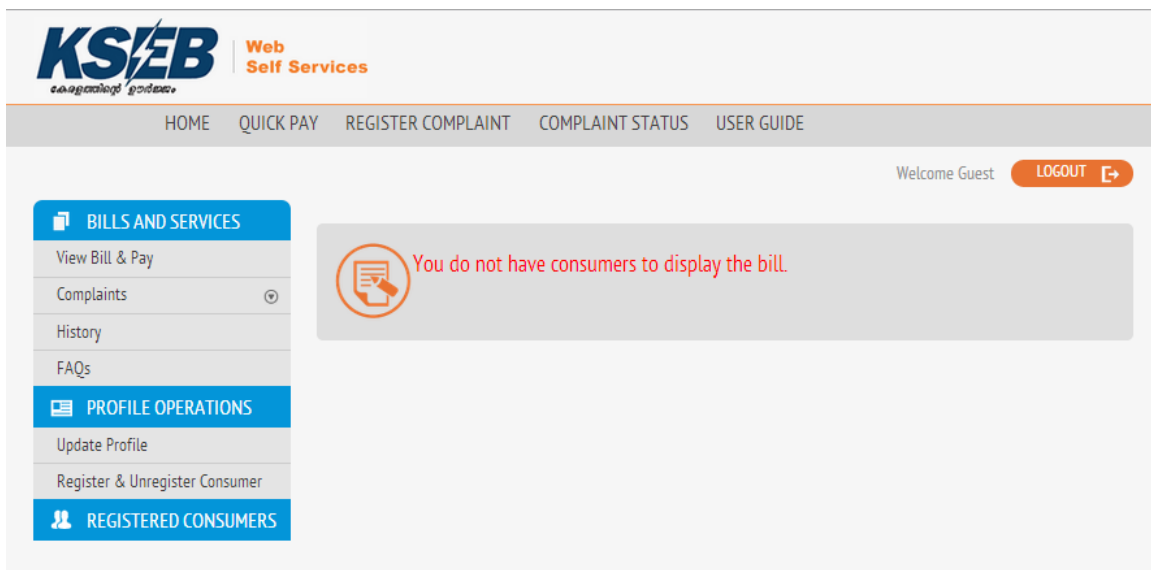 KSEB
Web
Self Services
കേരളത്തിന്റെ ഊർജ്ജം
HOME QUICK PAY REGISTER COMPLAINT COMPLAINT STATUS USER GUIDE
Welcome Guest LOGOUT
BILLS AND SERVICES
View Bill & Pay
Complaints
History
FAQs
PROFILE OPERATIONS
Update Profile
Register & Unregister Consumer
REGISTERED CONSUMERS
You do not have consumers to display the bill.